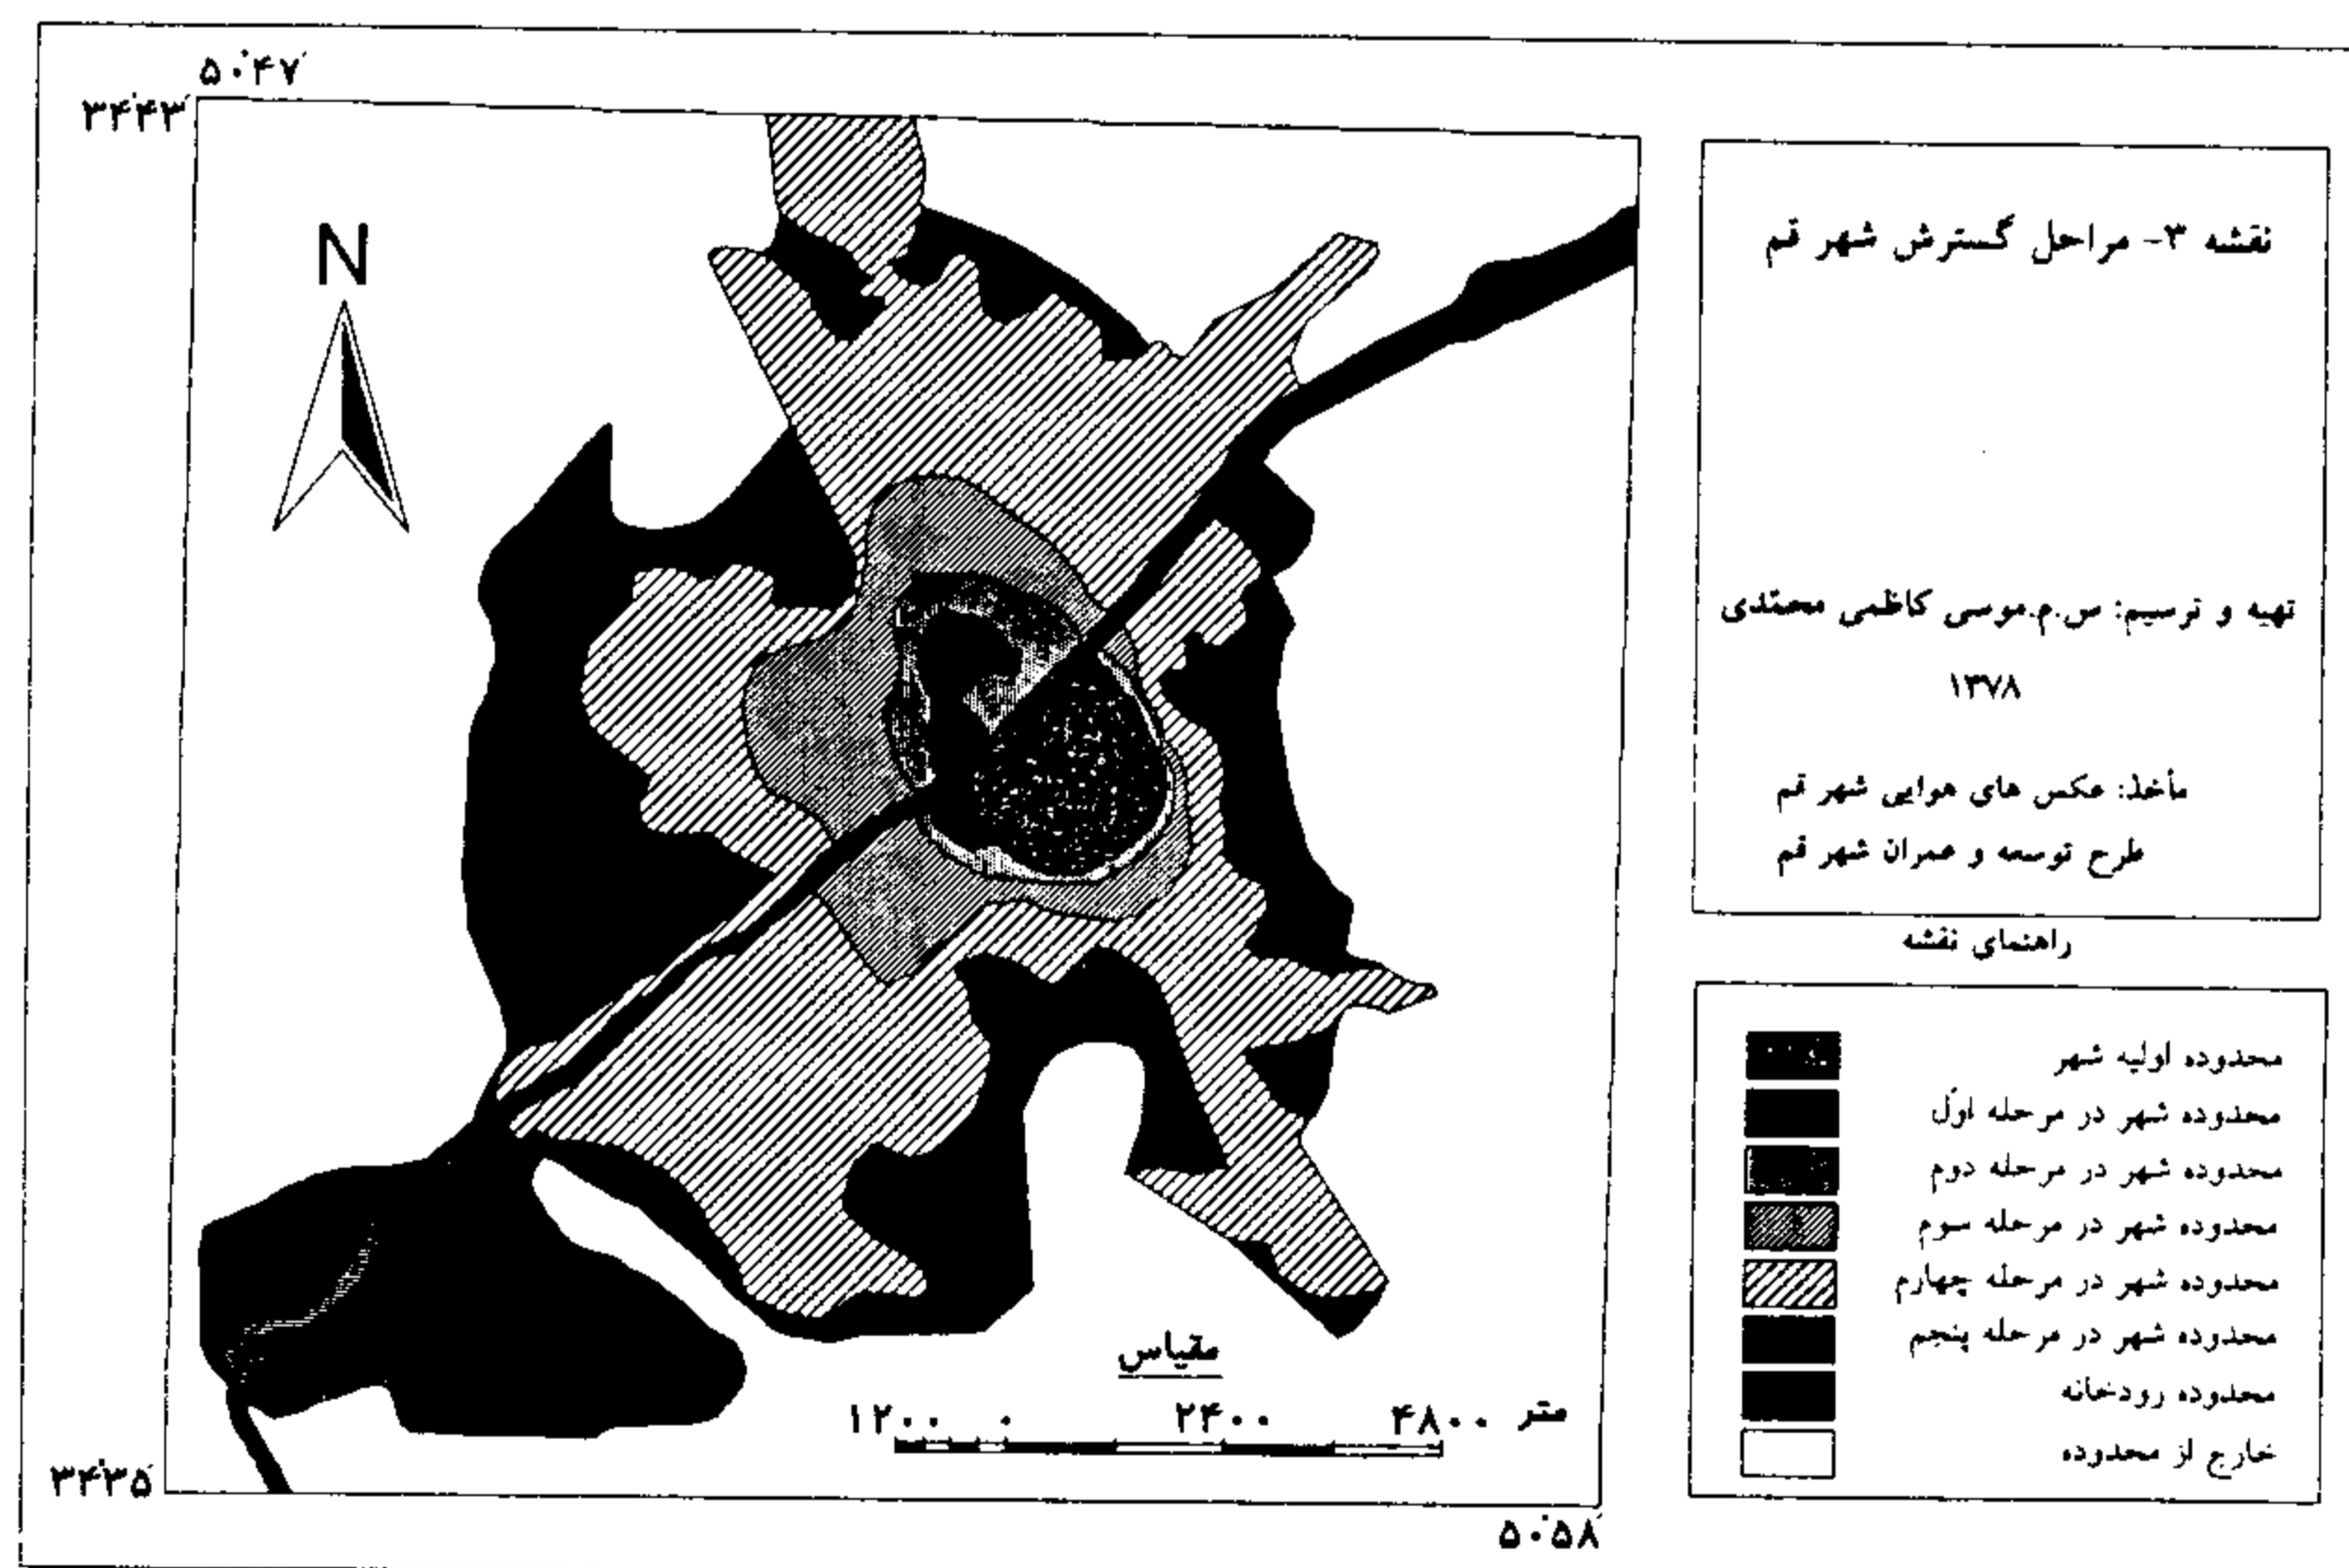 ۵۰°۴۷′
۳۴°۴۳′
N
نقشه ۳- مراحل گسترش شهر قم
تهیه و ترسیم: س.م.موسی کاظمی محمّدی
۱۳۷۸
مأخذ: عکس های هوایی شهر قم
طرح توسعه و عمران شهر قم
راهنمای نقشه
محدوده اولیه شهر
محدوده شهر در مرحله اوّل
محدوده شهر در مرحله دوم
محدوده شهر در مرحله سوم
محدوده شهر در مرحله چهارم
محدوده شهر در مرحله پنجم
محدوده رودخانه
خارج از محدوده
مقیاس
۱۲۰۰ ۰ ۲۴۰۰ ۴۸۰۰ متر
۳۴°۳۵′
۵۰°۵۸′